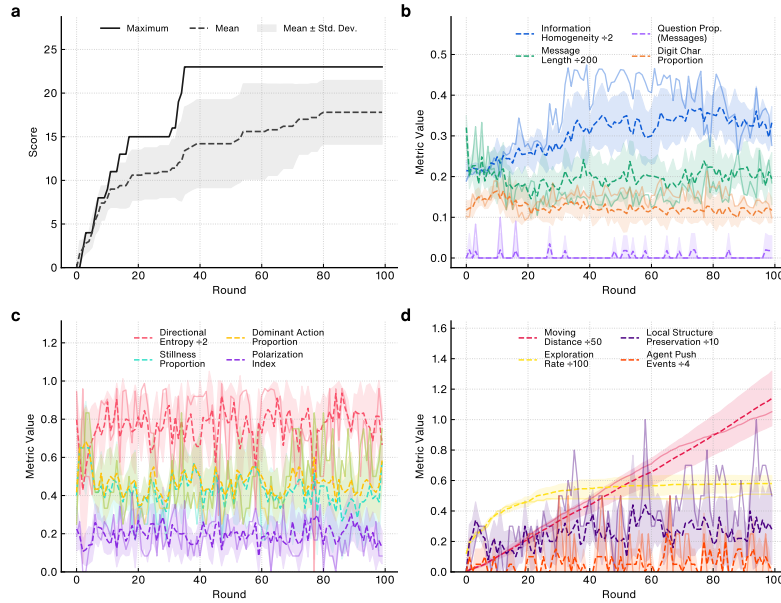 a
Maximum
Mean
Mean ± Std. Dev.
25
20
15
10
5
0
Score
0
20
40
60
80
100
Round
b
Information
Homogeneity ÷2
Message
Length ÷200
Question Prop.
(Messages)
Digit Char
Proportion
0.5
0.4
0.3
0.2
0.1
0.0
Metric Value
0
20
40
60
80
100
Round
c
Directional
Entropy ÷2
Stillness
Proportion
Dominant Action
Proportion
Polarization
Index
1.2
1.0
0.8
0.6
0.4
0.2
0.0
Metric Value
0
20
40
60
80
100
Round
d
Moving
Distance ÷50
Exploration
Rate ÷100
Local Structure
Preservation ÷10
Agent Push
Events ÷4
1.6
1.4
1.2
1.0
0.8
0.6
0.4
0.2
0.0
Metric Value
0
20
40
60
80
100
Round